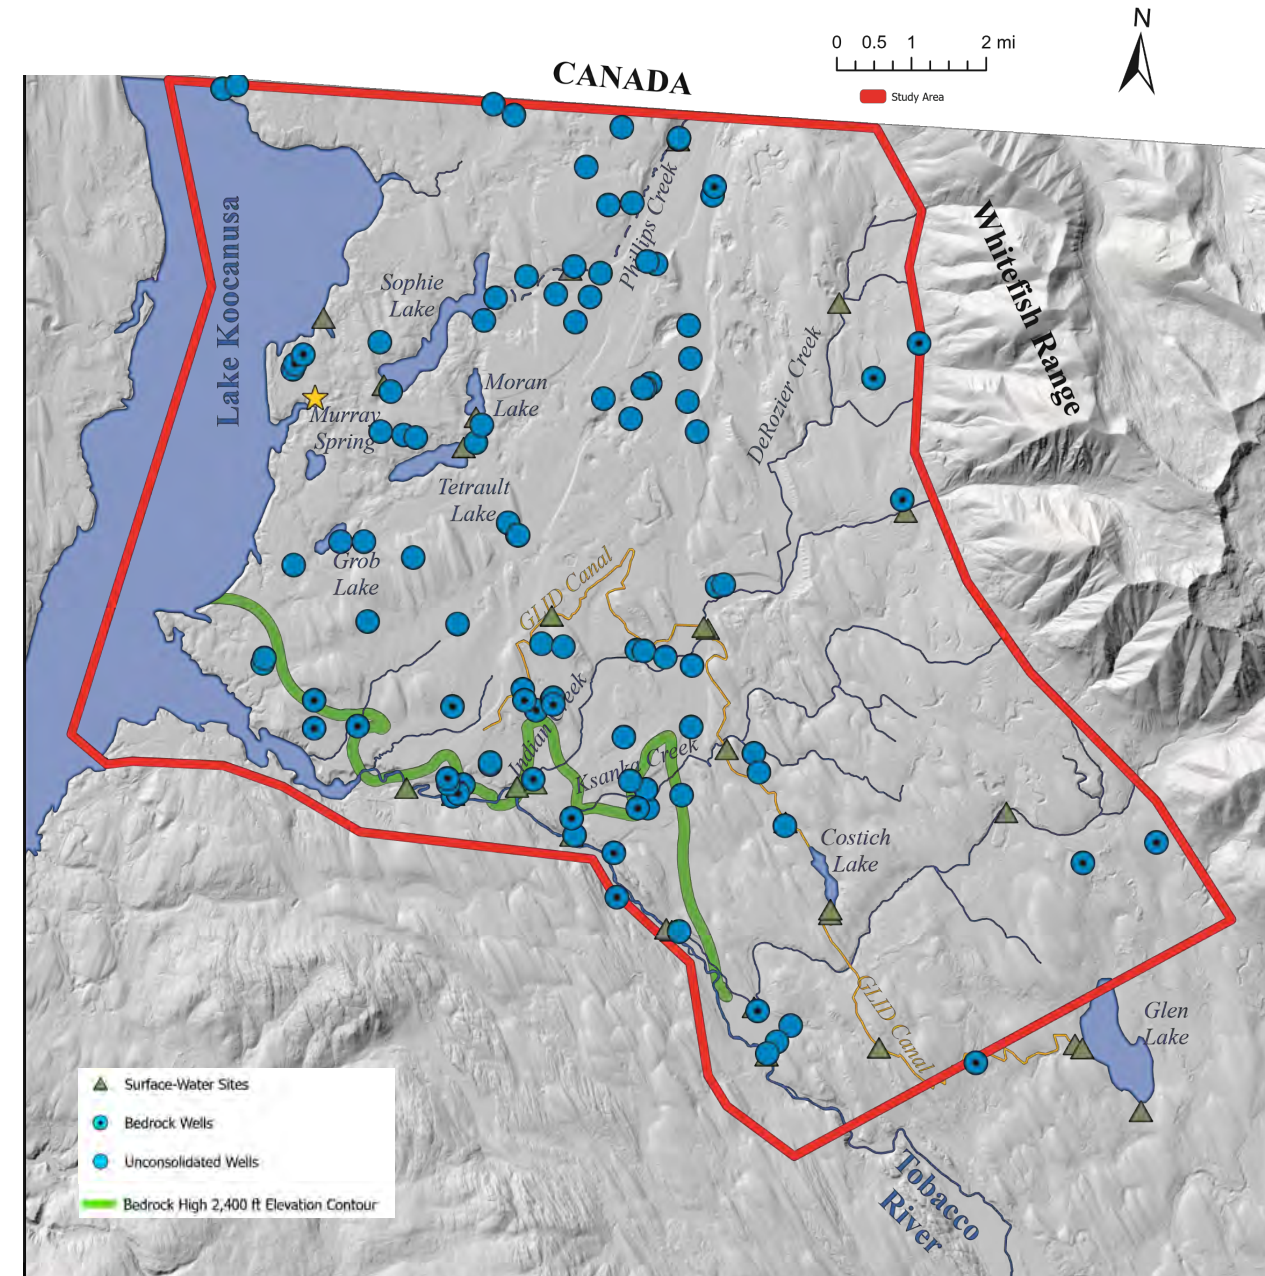 N
0 0.5 1 2 mi
Study Area
CANADA
Whitefish Range
Lake Koocanusa
Phillips Creek
Sophie
Lake
DeRozier Creek
Moran
Lake
Murray
Spring
Tetrault
Lake
Grob
Lake
GLID Canal
Indian Creek
Ksanka Creek
Costich
Lake
GLID Canal
Glen
Lake
Surface-Water Sites
Bedrock Wells
Unconsolidated Wells
Bedrock High 2,400 ft Elevation Contour
Tobacco
River